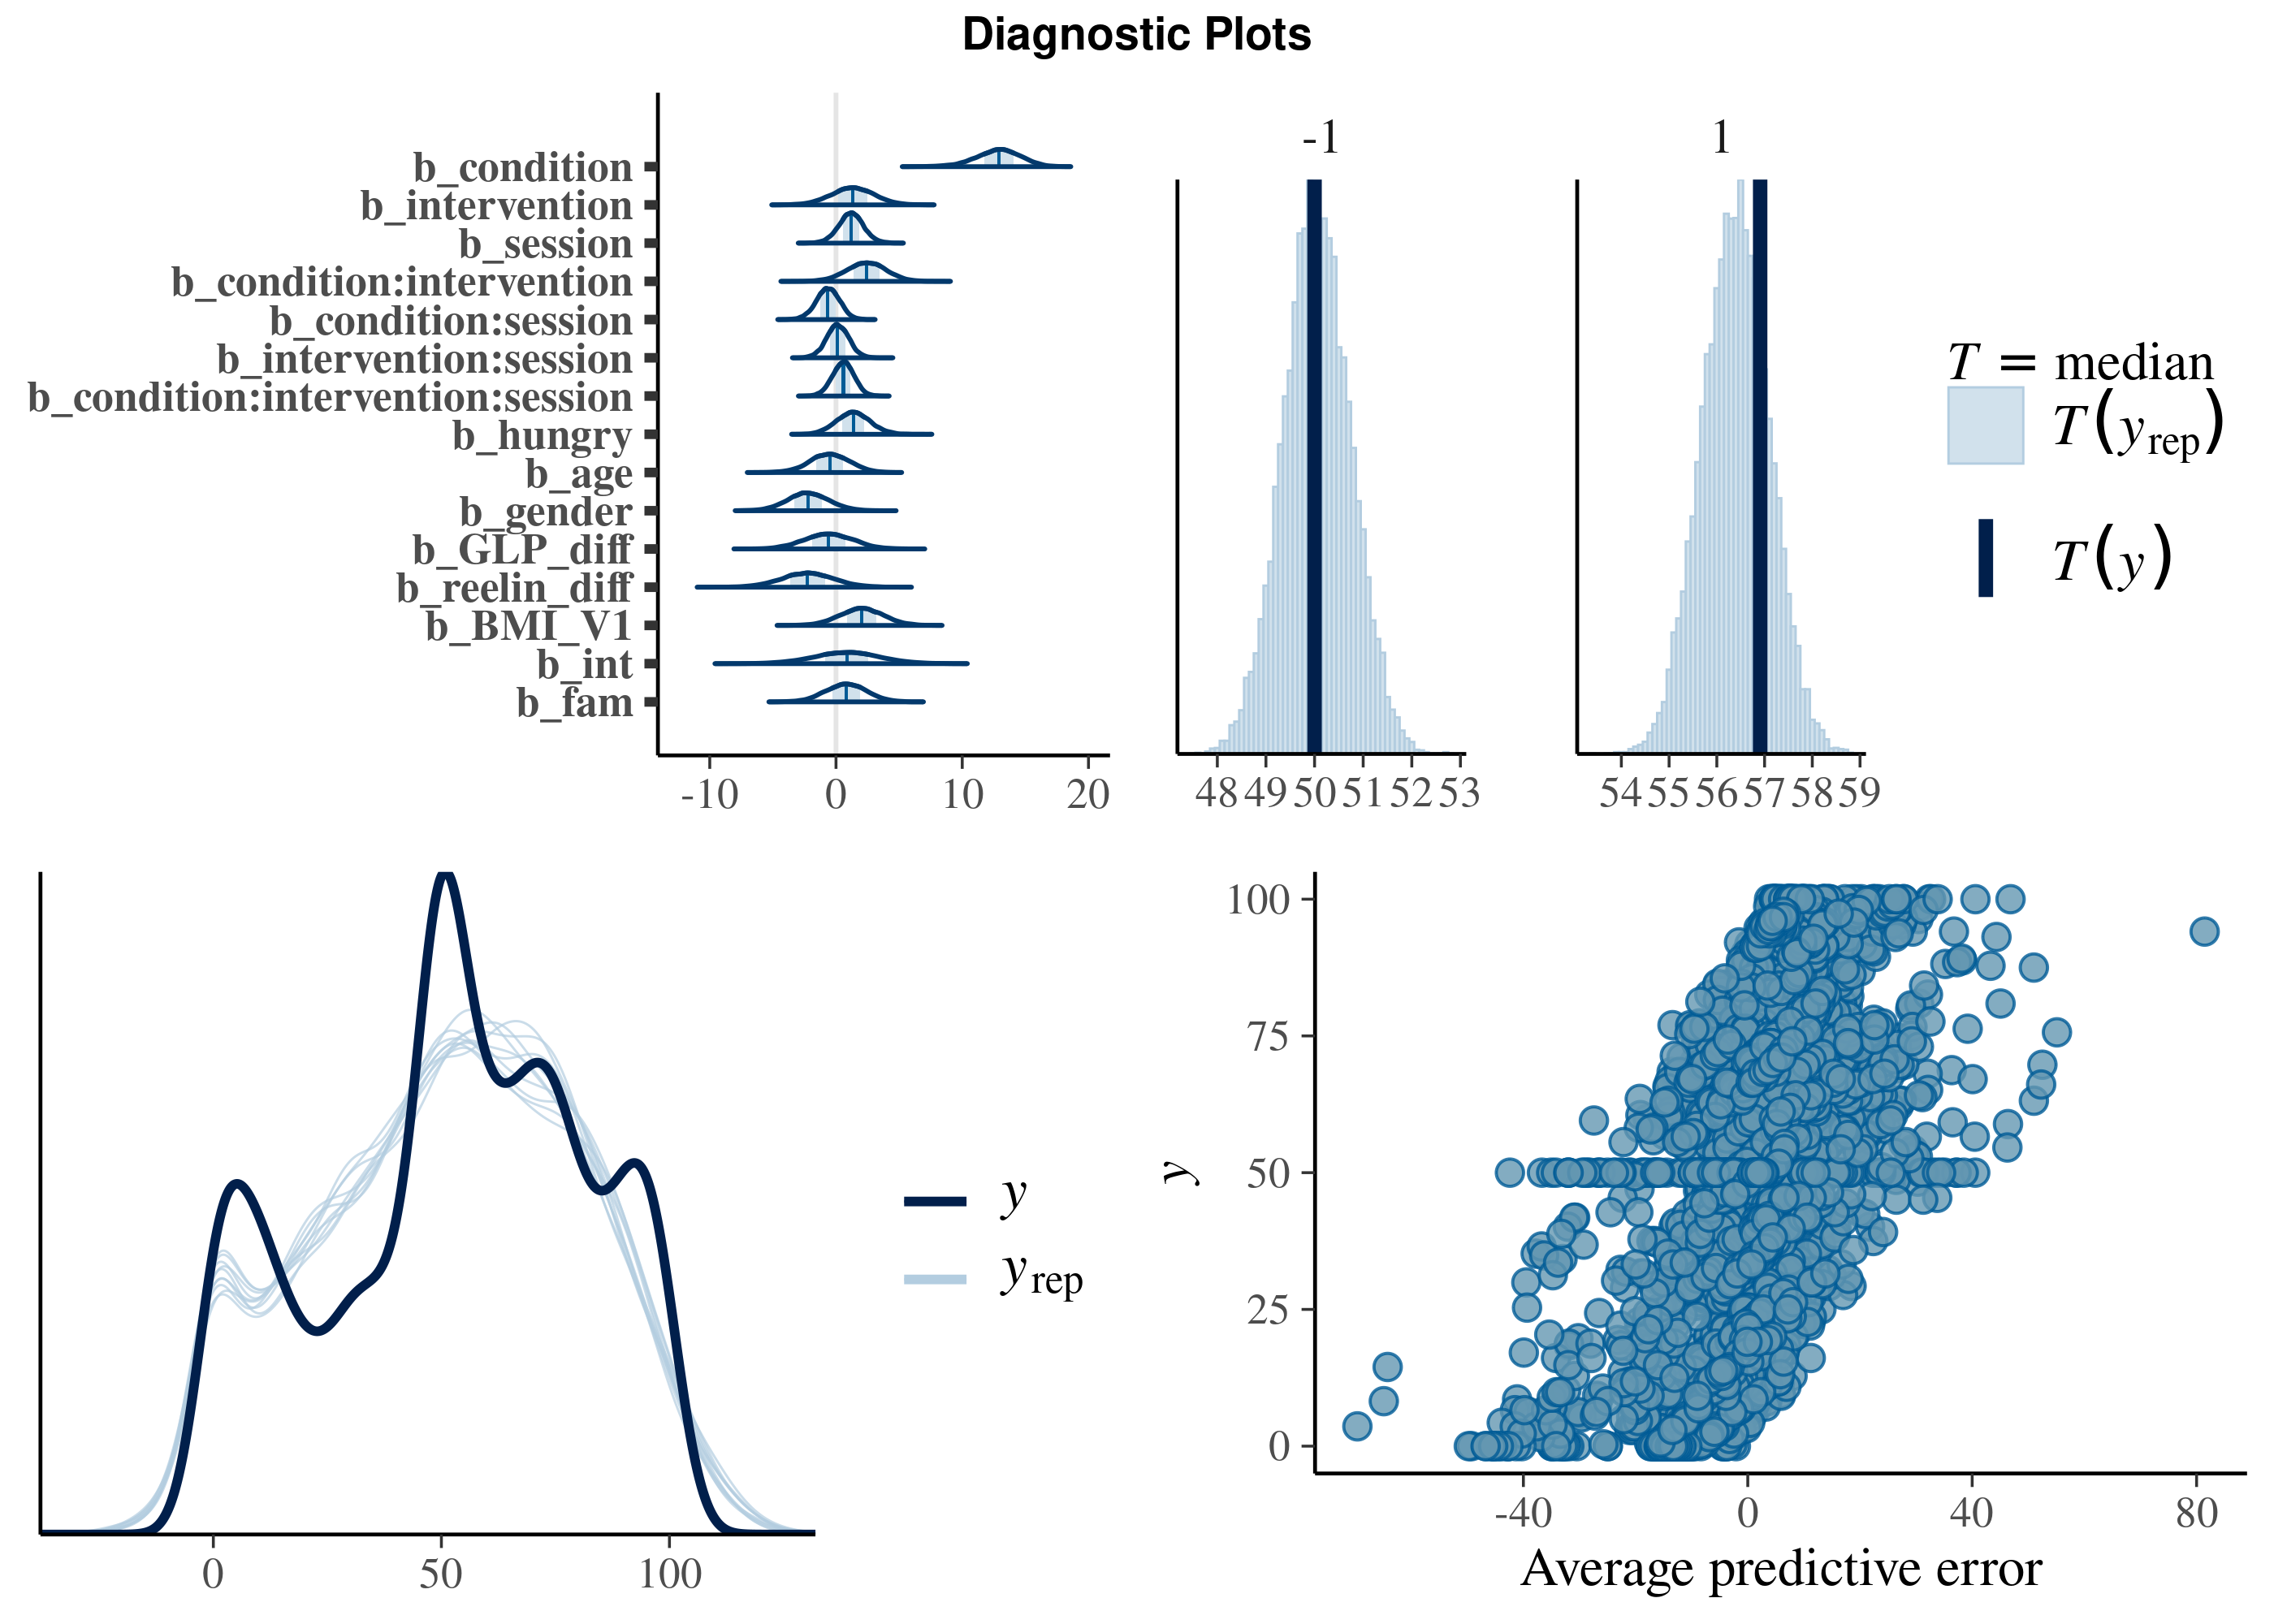 Diagnostic Plots
b_condition
b_intervention
b_session
b_condition:intervention
b_condition:session
b_intervention:session
b_condition:intervention:session
b_hungry
b_age
b_gender
b_GLP_diff
b_reelin_diff
b_BMI_V1
b_int
b_fam
-10 0 10 20
-1
48 49 50 51 52 53
1
54 55 56 57 58 59
T = median
T(yrep)
T(y)
y
yrep
0 50 100
y
100
75
50
25
0
-40 0 40 80
Average predictive error